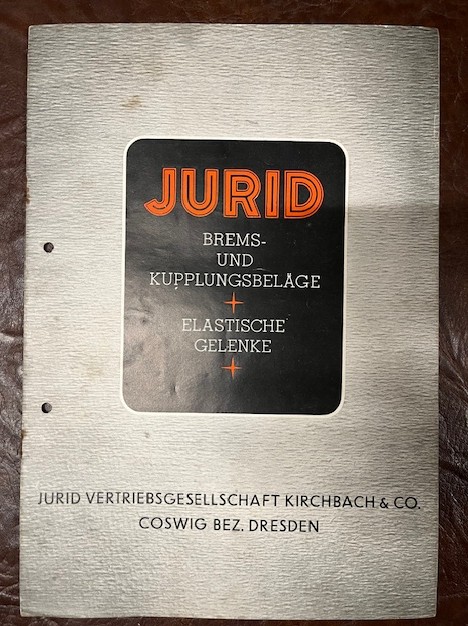 JURID
BREMS-
UND
KUPPLUNGSBELÄGE
ELASTISCHE
GELENKE
JURID VERTRIEBSGESELLSCHAFT KIRCHBACH & CO.
COSWIG BEZ. DRESDEN